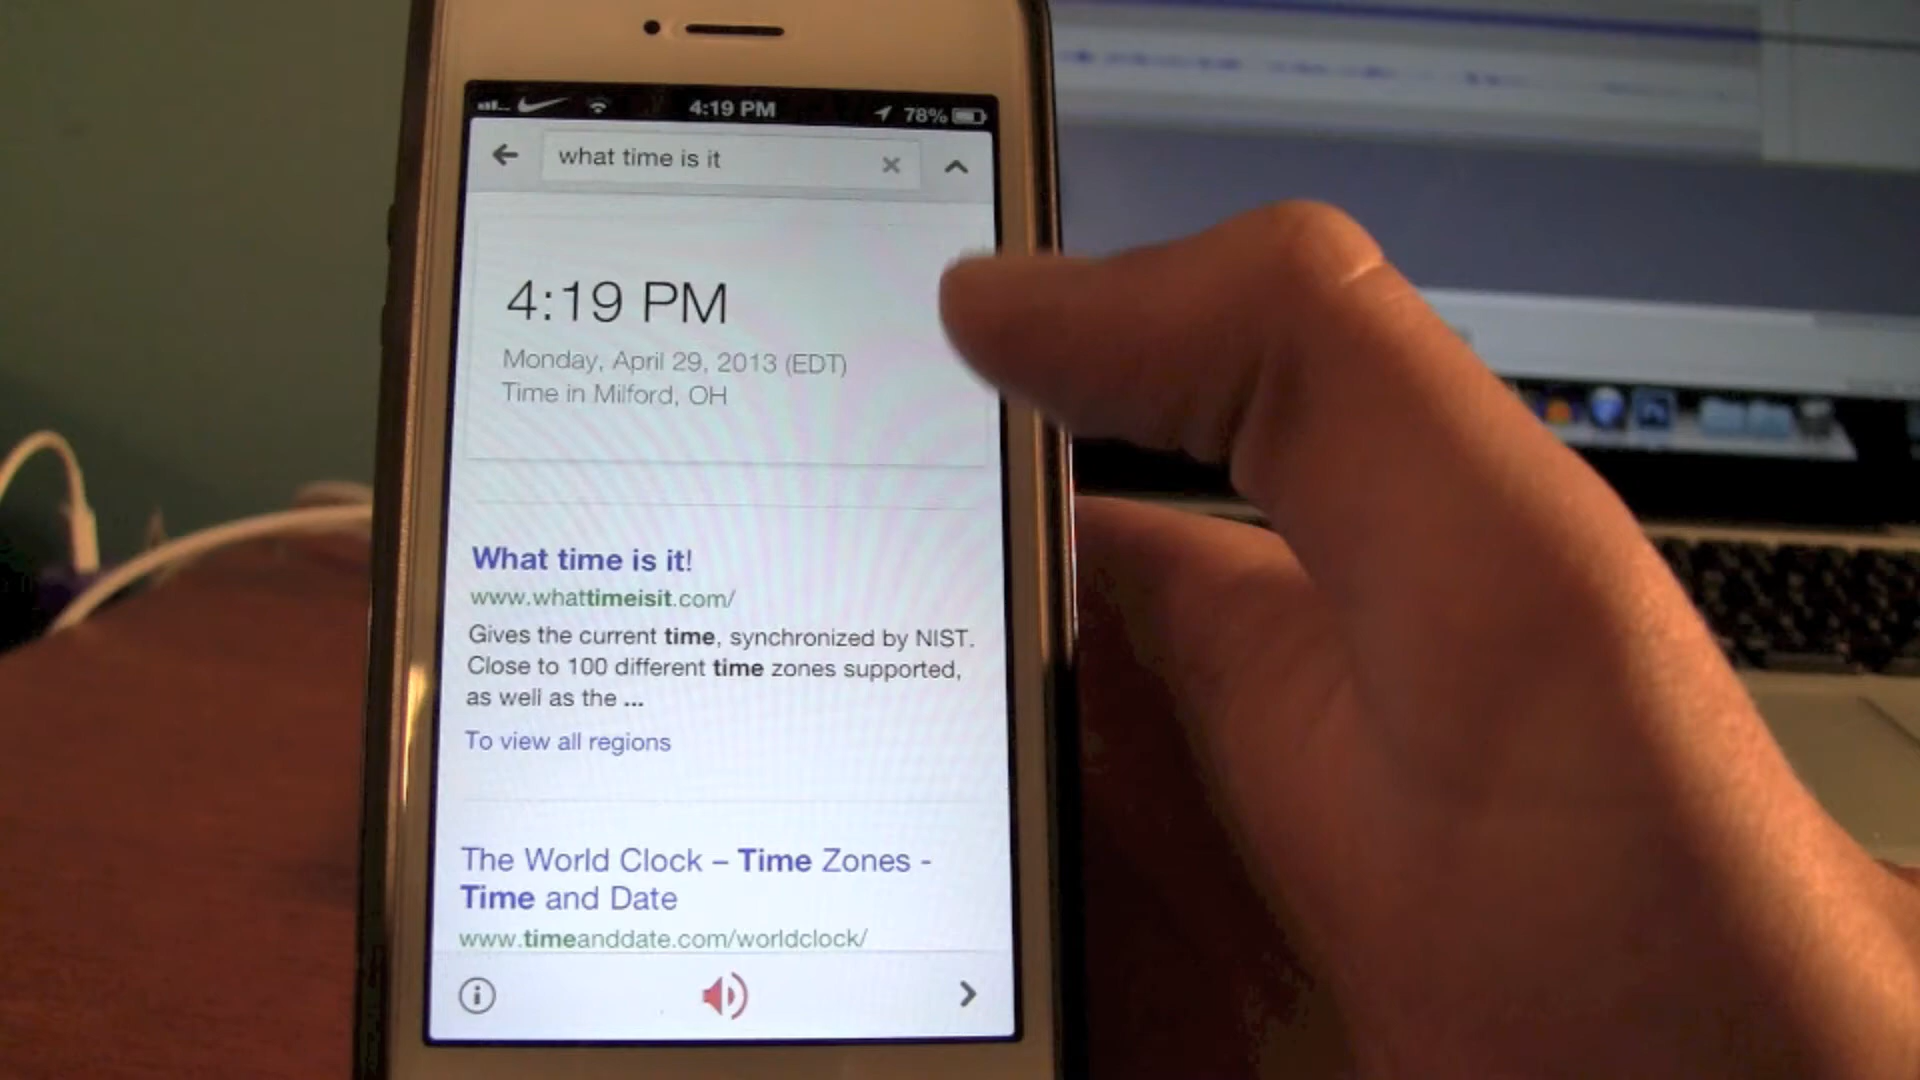 4:19 PM
78%
what time is it
4:19 PM
Monday, April 29, 2013 (EDT)
Time in Milford, OH
What time is it!
www.whattimeisit.com/
Gives the current time, synchronized by NIST.
Close to 100 different time zones supported,
as well as the ...
To view all regions
The World Clock – Time Zones -
Time and Date
www.timeanddate.com/worldclock/